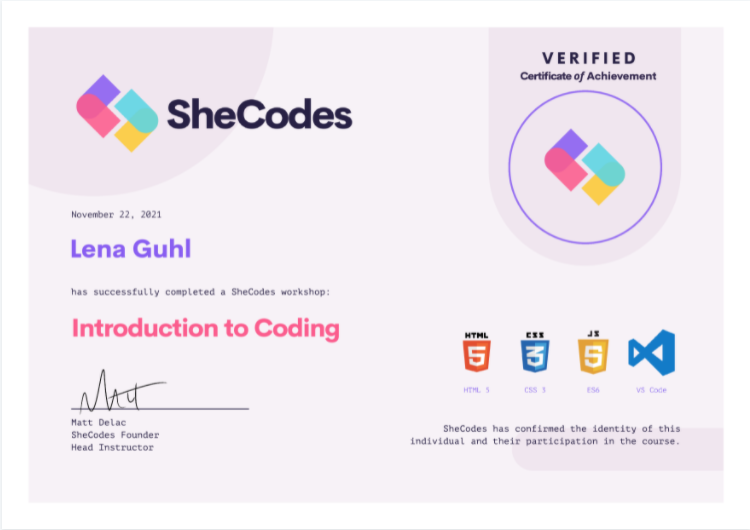 SheCodes
VERIFIED
Certificate of Achievement
November 22, 2021
Lena Guhl
has successfully completed a SheCodes workshop:
Introduction to Coding
HTML
5
CSS
3
JS
5
HTML 5
CSS 3
ES6
VS Code
Matt Delac
SheCodes Founder
Head Instructor
SheCodes has confirmed the identity of this
individual and their participation in the course.